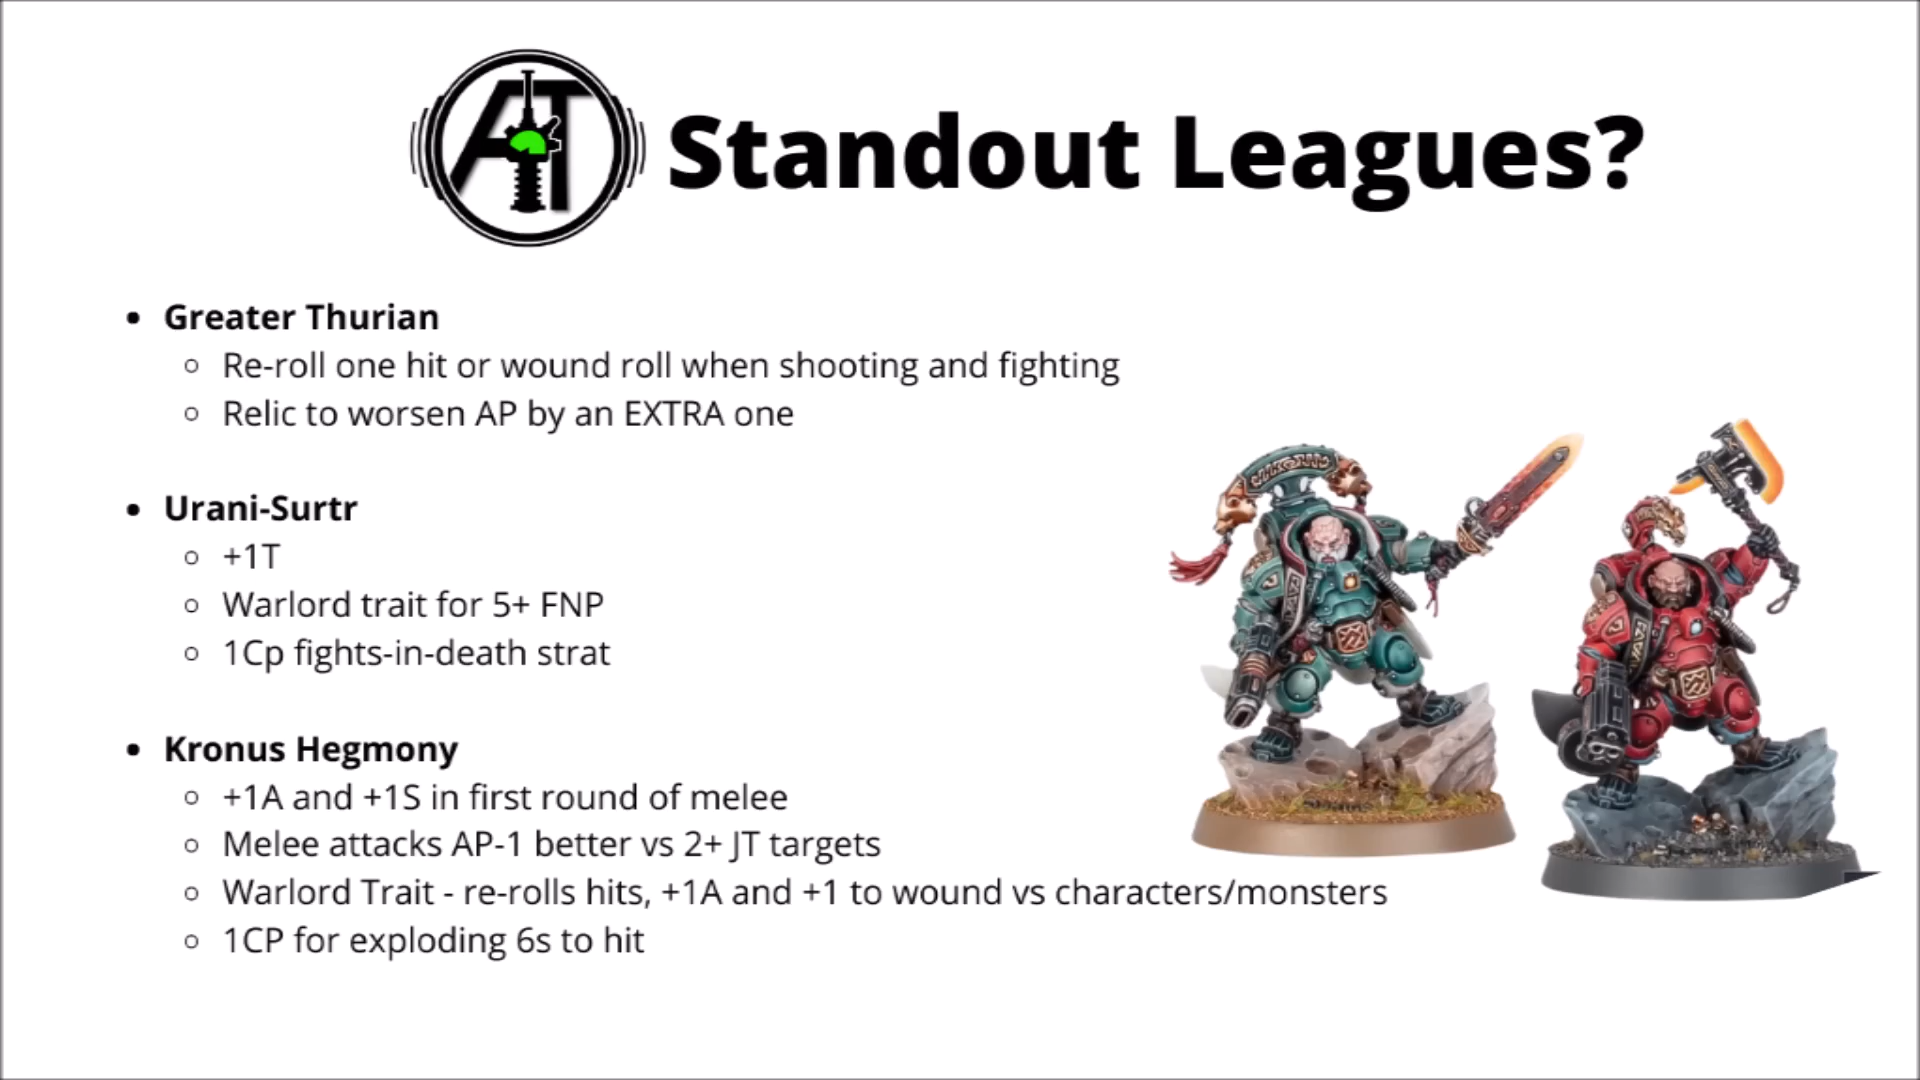 AT Standout Leagues?
Greater Thurian
Re-roll one hit or wound roll when shooting and fighting
Relic to worsen AP by an EXTRA one
Urani-Surtr
+1T
Warlord trait for 5+ FNP
1Cp fights-in-death strat
Kronus Hegmony
+1A and +1S in first round of melee
Melee attacks AP-1 better vs 2+ JT targets
Warlord Trait - re-rolls hits, +1A and +1 to wound vs characters/monsters
1CP for exploding 6s to hit